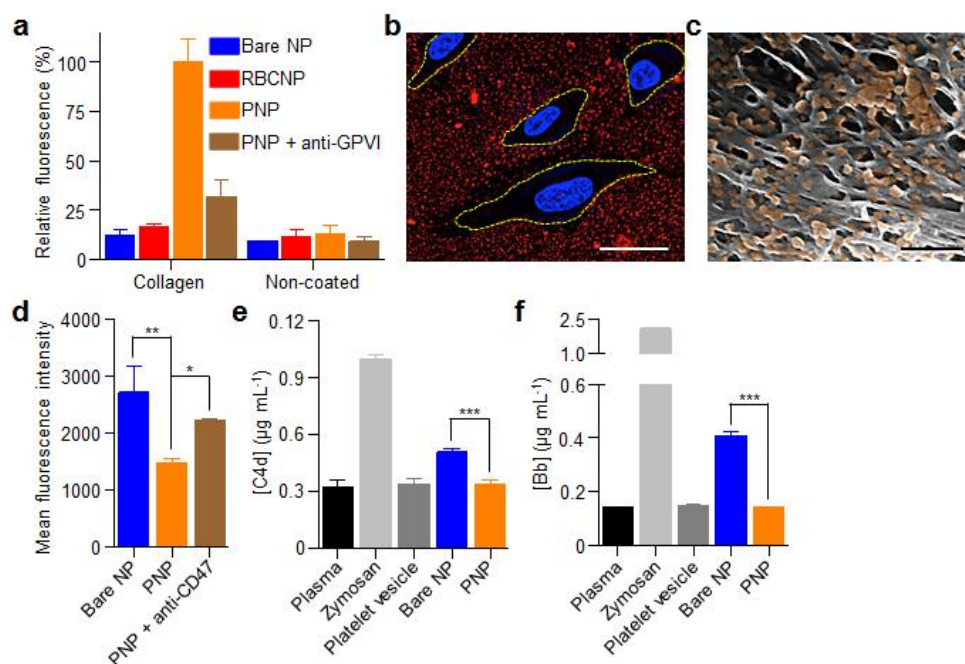 a
Relative fluorescence (%)
100
75
50
25
0
Bare NP
RBCNP
PNP
PNP + anti-GPVI
Collagen
Non-coated
b
c
d
Mean fluorescence intensity
4000
3000
2000
1000
0
**
*
Bare NP
PNP
PNP + anti-CD47
e
[C4d] (µg mL-1)
0.12
0.9
0.6
0.3
0
***
Plasma
Zymosan
Platelet vesicle
Bare NP
PNP
f
[Bb] (µg mL-1)
2.5
1.0
0.6
0.4
0.2
0
***
Plasma
Zymosan
Platelet vesicle
Bare NP
PNP